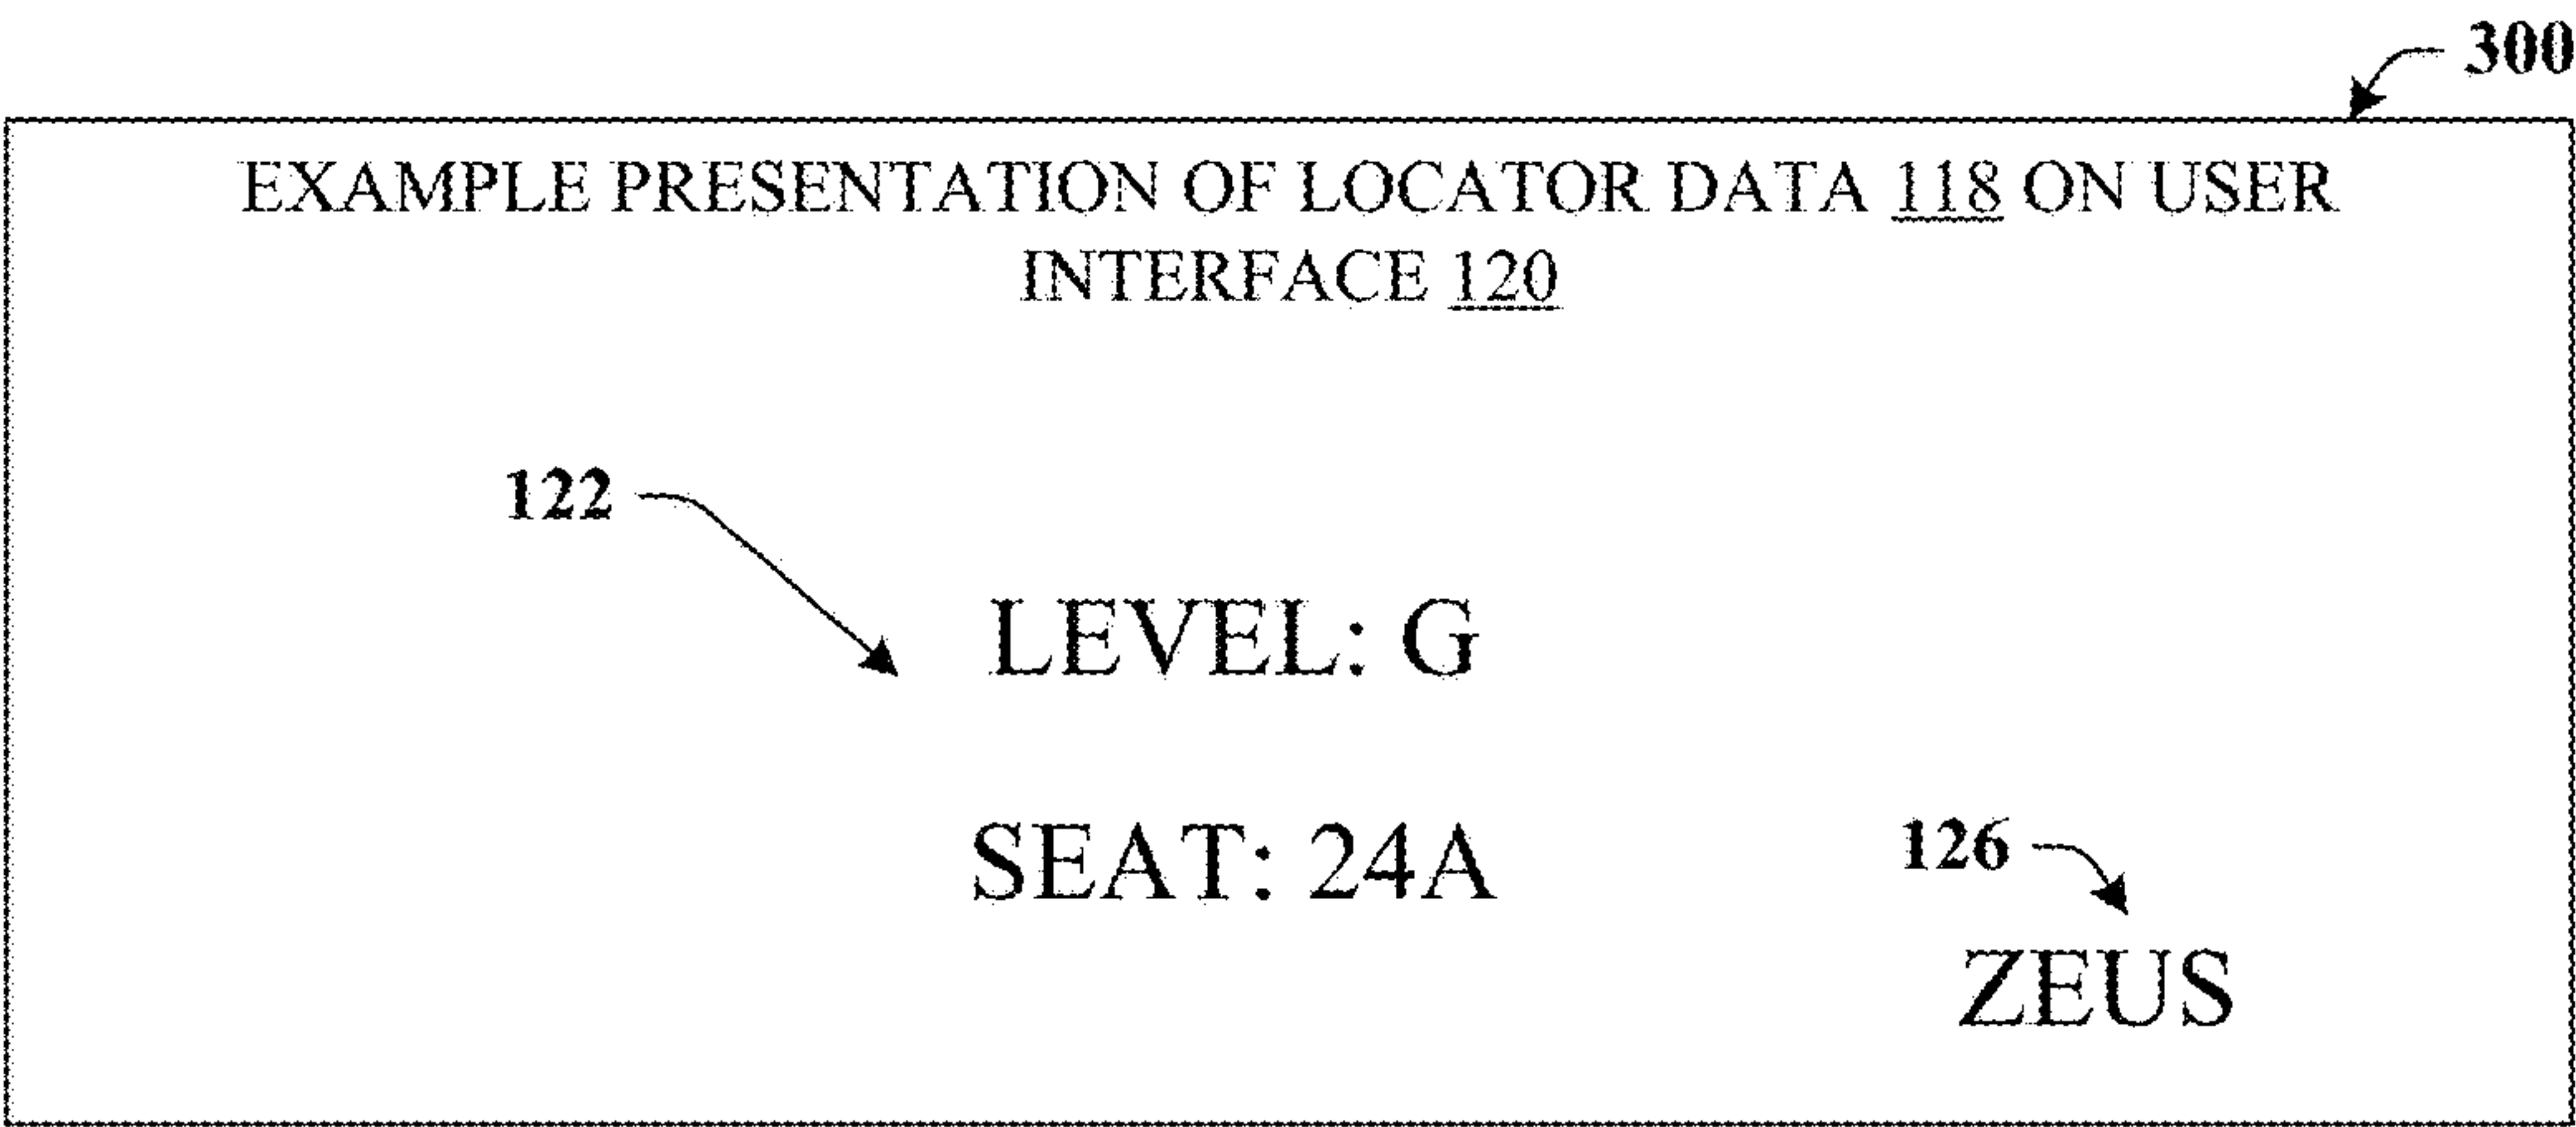 300
EXAMPLE PRESENTATION OF LOCATOR DATA 118 ON USER
INTERFACE 120
122
LEVEL: G
SEAT: 24A
126
ZEUS